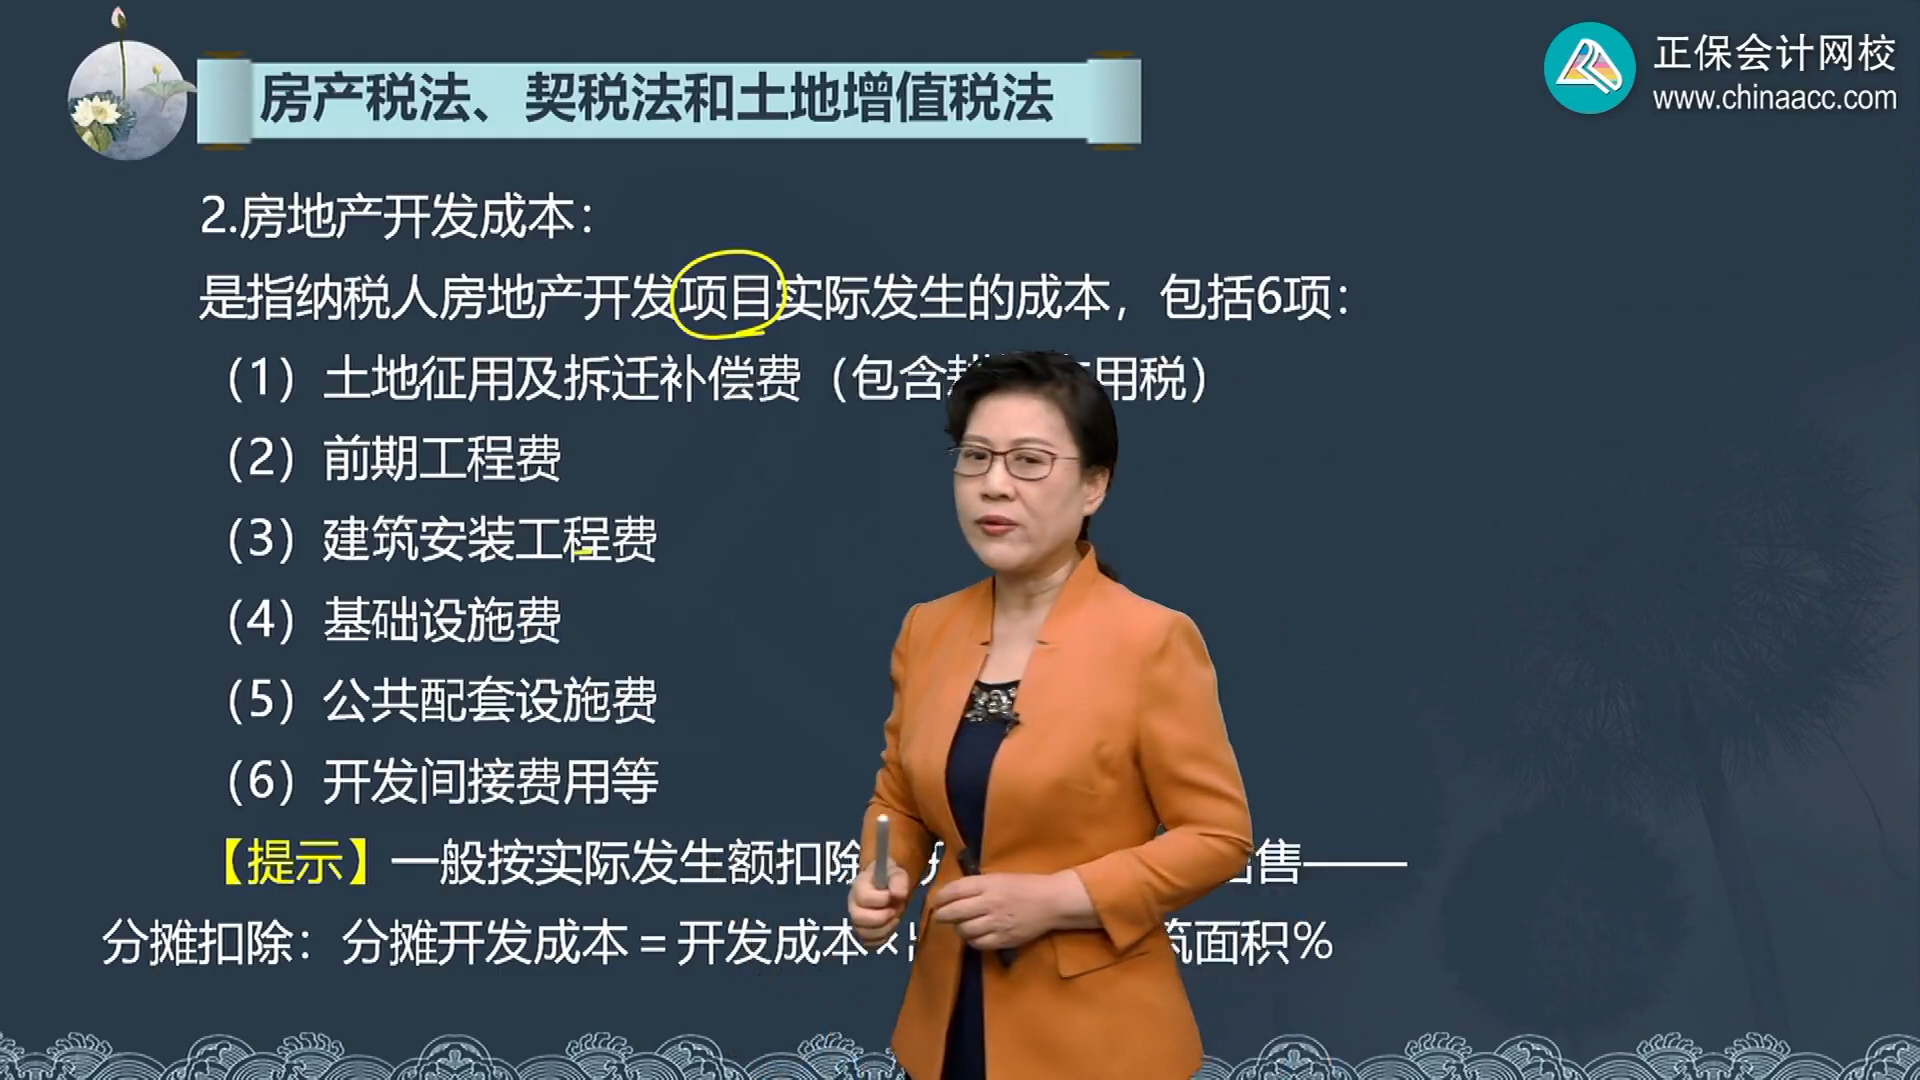 房产税法、契税法和土地增值税法
正保会计网校
www.chinaacc.com
2.房地产开发成本：
是指纳税人房地产开发项目实际发生的成本，包括6项：
（1）土地征用及拆迁补偿费（包含用税）
（2）前期工程费
（3）建筑安装工程费
（4）基础设施费
（5）公共配套设施费
（6）开发间接费用等
【提示】一般按实际发生额扣除售——
分摊扣除：分摊开发成本＝开发成本×面积%